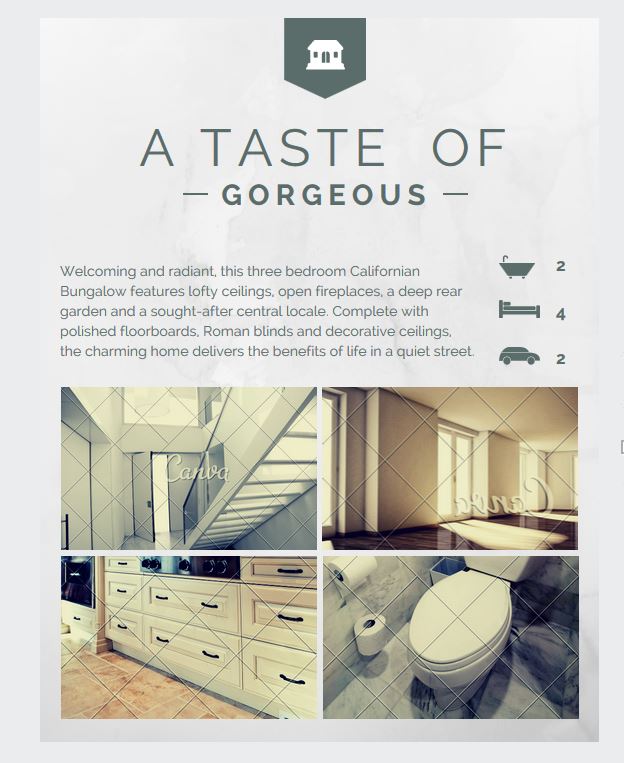 A TASTE OF
GORGEOUS
Welcoming and radiant, this three bedroom Californian
Bungalow features lofty ceilings, open fireplaces, a deep rear
garden and a sought-after central locale. Complete with
polished floorboards, Roman blinds and decorative ceilings,
the charming home delivers the benefits of life in a quiet street.
2
4
2
Canva
Canva